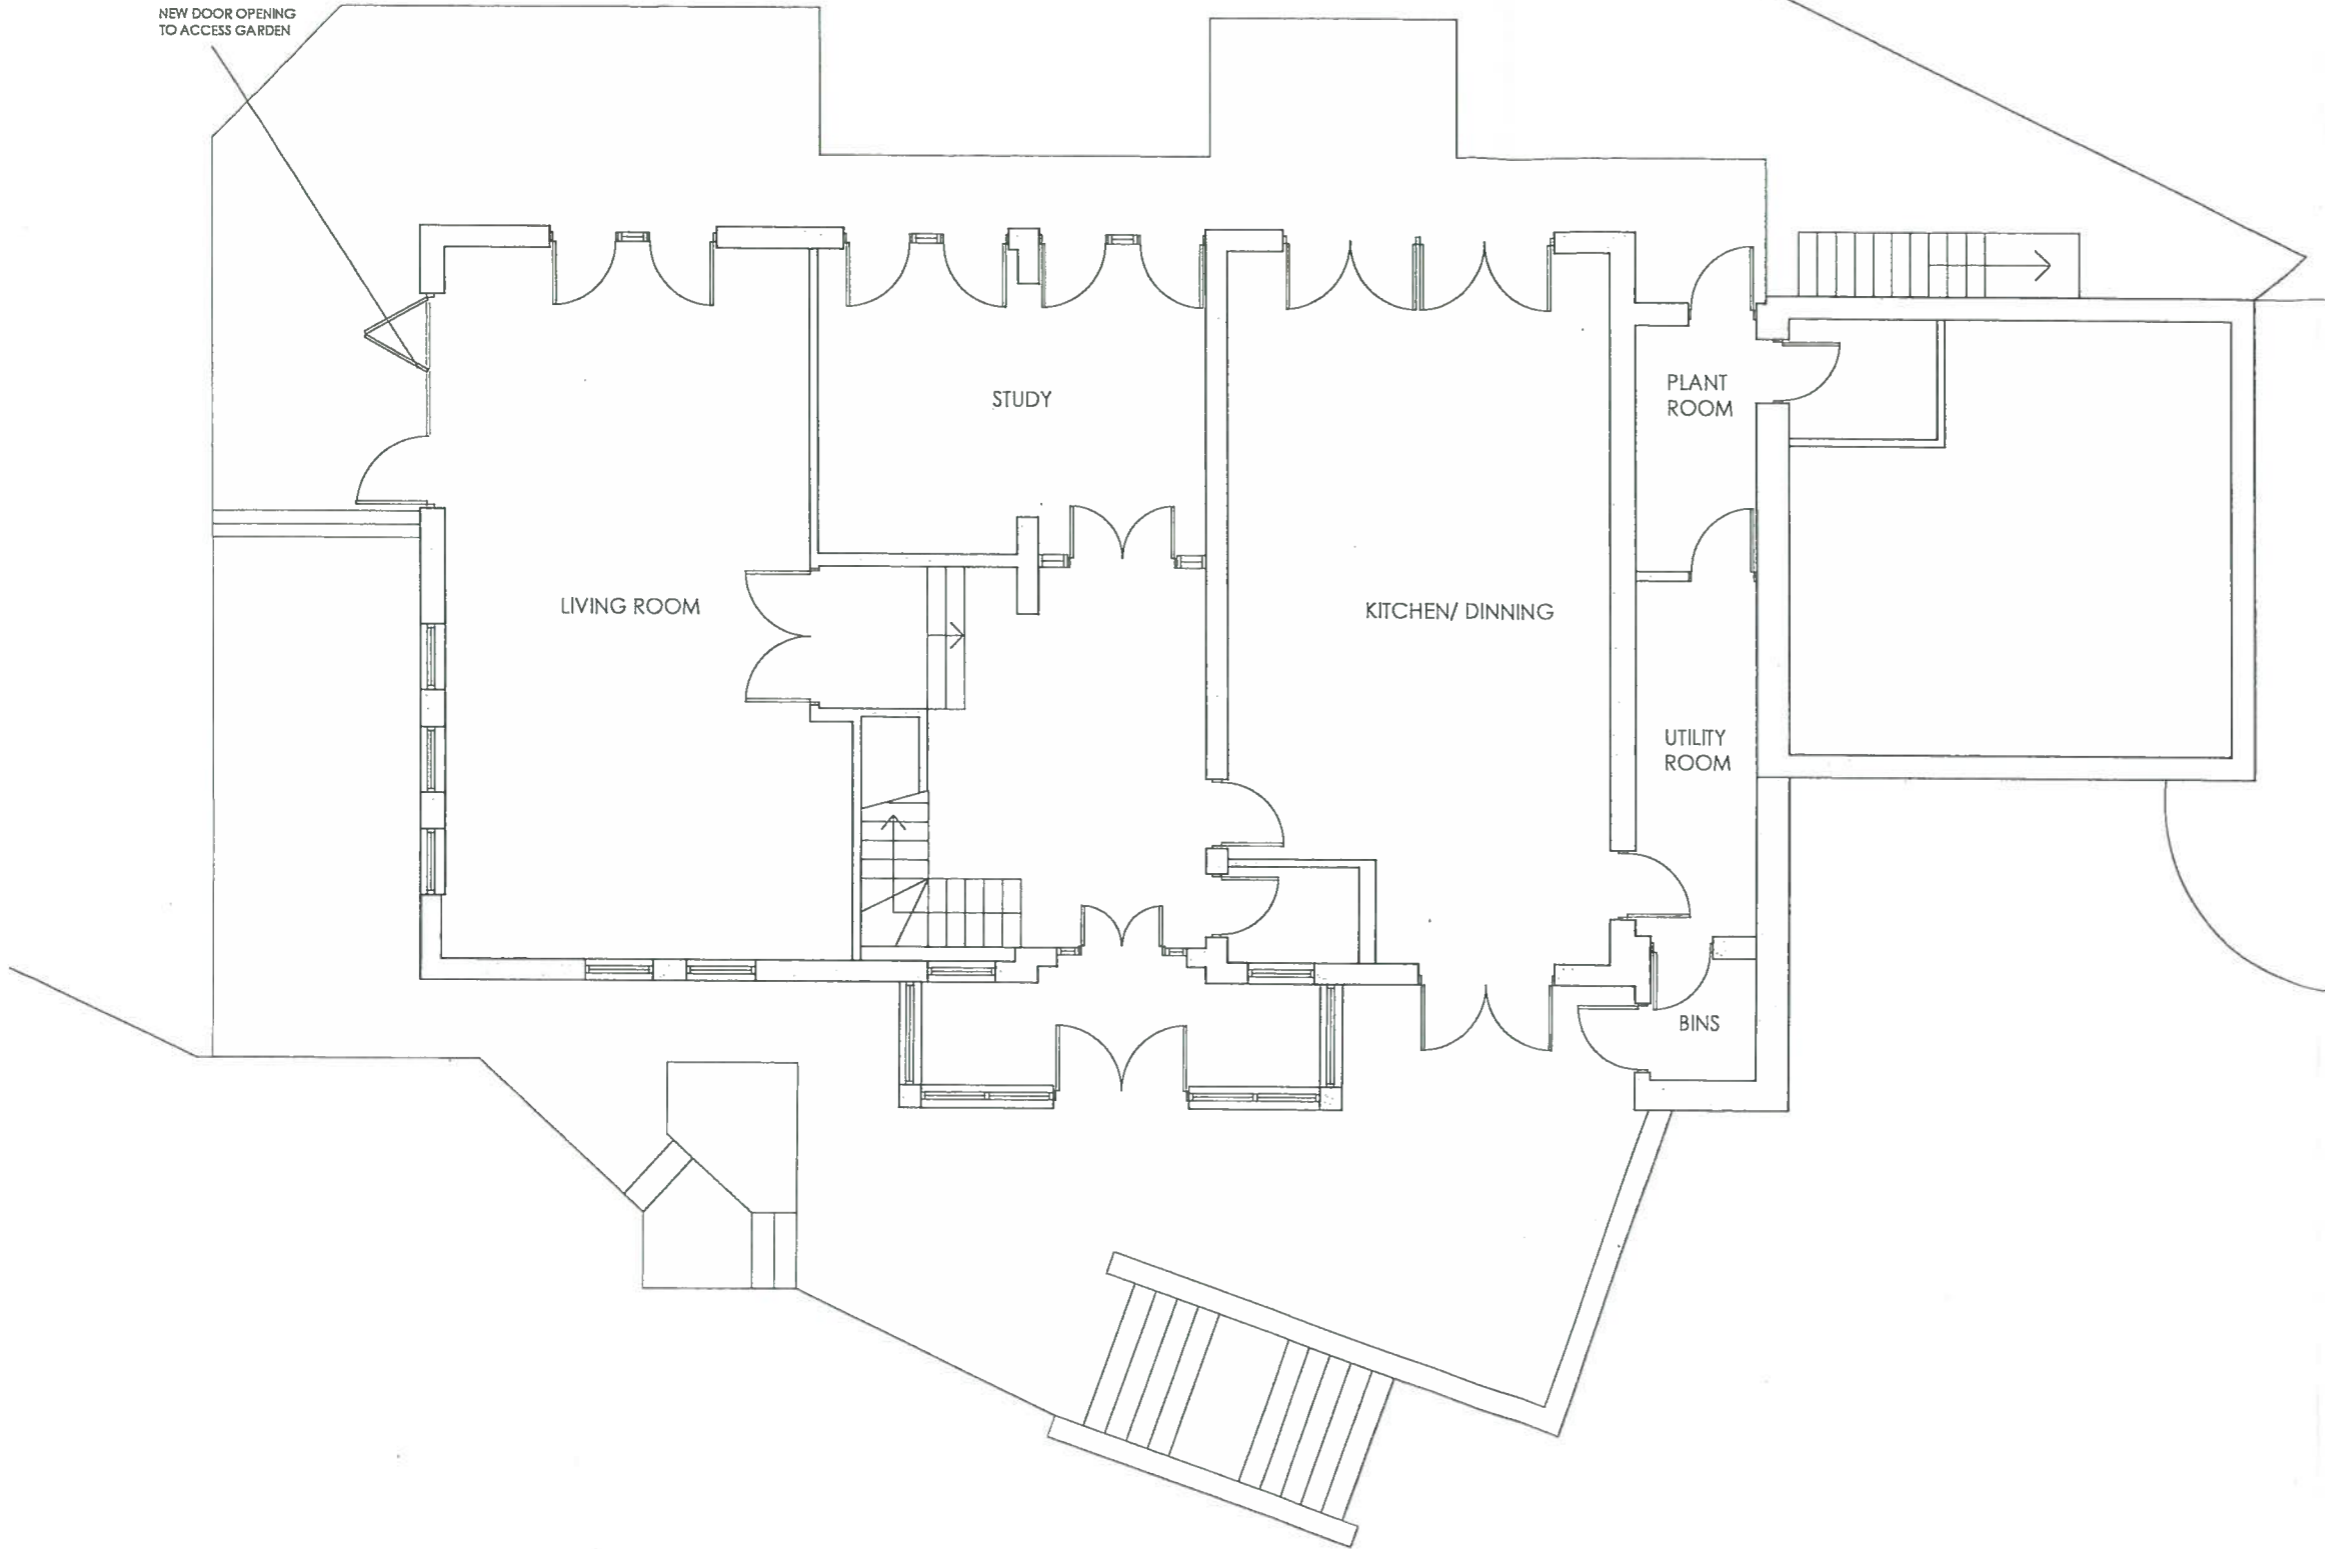 NEW DOOR OPENING
TO ACCESS GARDEN
STUDY
PLANT
ROOM
LIVING ROOM
KITCHEN/ DINNING
UTILITY
ROOM
BINS